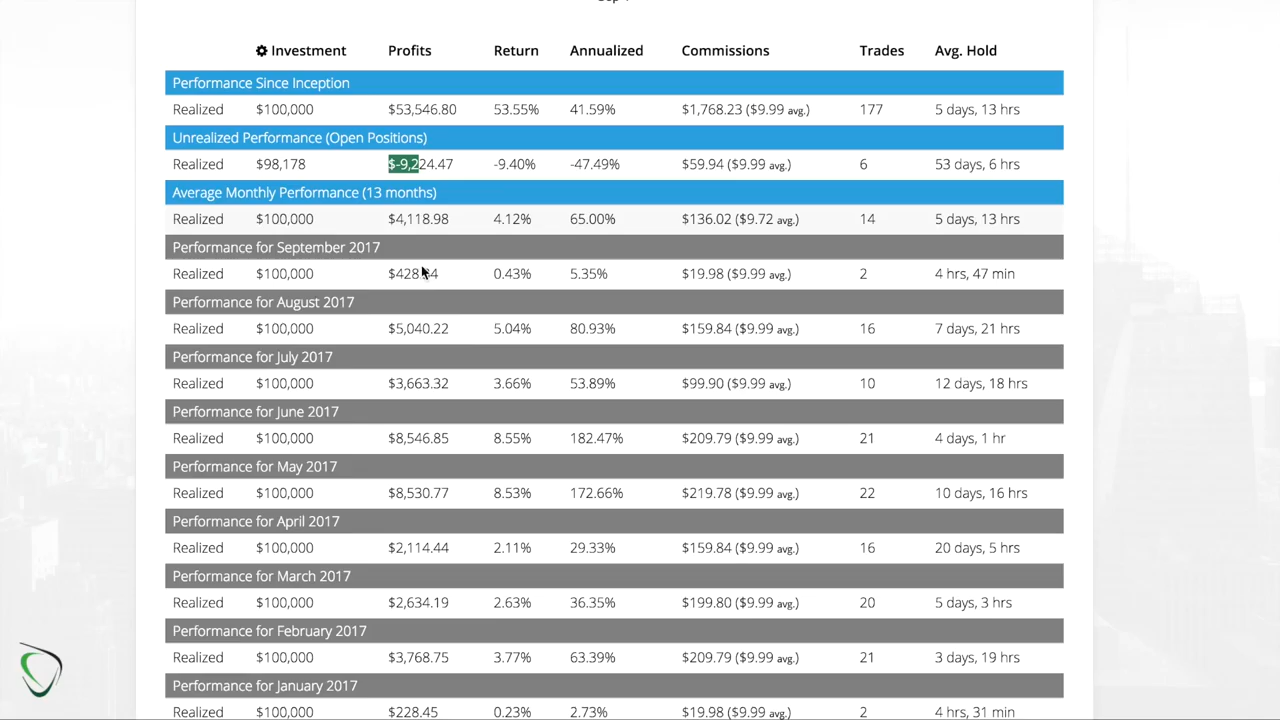 Investment Profits Return Annualized Commissions Trades Avg. Hold
Performance Since Inception
Realized $100,000 $53,546.80 53.55% 41.59% $1,768.23 ($9.99 avg.) 177 5 days, 13 hrs
Unrealized Performance (Open Positions)
Realized $98,178 $-9,224.47 -9.40% -47.49% $59.94 ($9.99 avg.) 6 53 days, 6 hrs
Average Monthly Performance (13 months)
Realized $100,000 $4,118.98 4.12% 65.00% $136.02 ($9.72 avg.) 14 5 days, 13 hrs
Performance for September 2017
Realized $100,000 0.43% 5.35% $19.98 ($9.99 avg.) 2 4 hrs, 47 min
Performance for August 2017
Realized $100,000 $5,040.22 5.04% 80.93% $159.84 ($9.99 avg.) 16 7 days, 21 hrs
Performance for July 2017
Realized $100,000 $3,663.32 3.66% 53.89% $99.90 ($9.99 avg.) 10 12 days, 18 hrs
Performance for June 2017
Realized $100,000 $8,546.85 8.55% 182.47% $209.79 ($9.99 avg.) 21 4 days, 1 hr
Performance for May 2017
Realized $100,000 $8,530.77 8.53% 172.66% $219.78 ($9.99 avg.) 22 10 days, 16 hrs
Performance for April 2017
Realized $100,000 $2,114.44 2.11% 29.33% $159.84 ($9.99 avg.) 16 20 days, 5 hrs
Performance for March 2017
Realized $100,000 $2,634.19 2.63% 36.35% $199.80 ($9.99 avg.) 20 5 days, 3 hrs
Performance for February 2017
Realized $100,000 $3,768.75 3.77% 63.39% $209.79 ($9.99 avg.) 21 3 days, 19 hrs
Performance for January 2017
Realized $100,000 $228.45 0.23% 2.73% $19.98 ($9.99 avg.) 2 4 hrs, 31 min